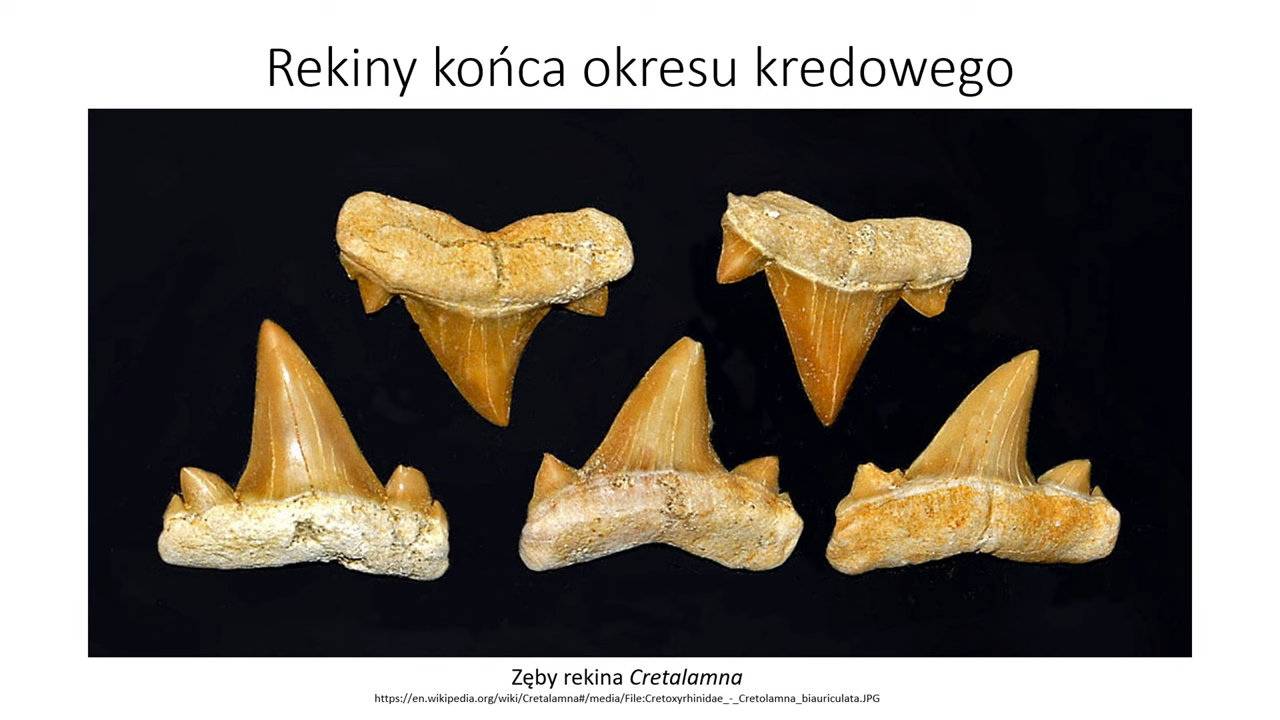 Rekiny końca okresu kredowego
Zęby rekina Cretalamna
https://en.wikipedia.org/wiki/Cretalamna#/media/File:Cretoxyrhinidae_-_Cretolamna_biauriculata.JPG